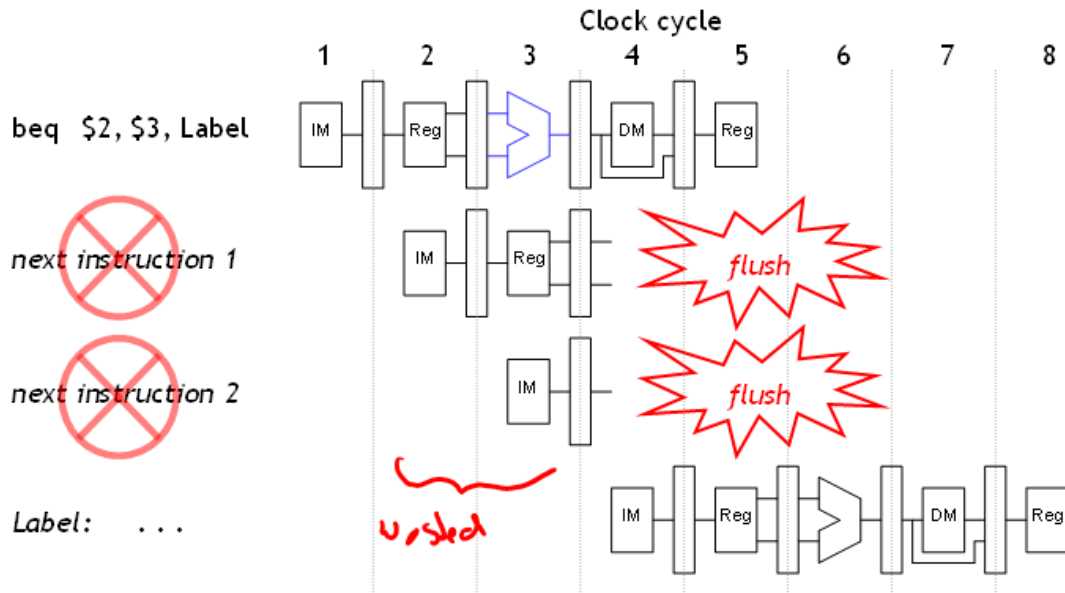 Clock cycle
1 2 3 4 5 6 7 8
beq $2, $3, Label
IM Reg DM Reg
next instruction 1
IM Reg flush
next instruction 2
IM flush
wasted
Label: . . .
IM Reg DM Reg